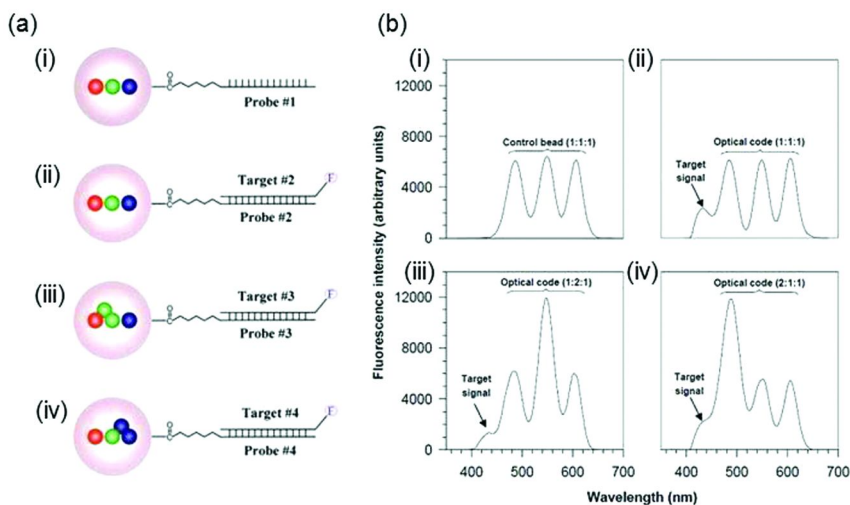 (a)
(i)
O
C
Probe #1
(ii)
Target #2
F
O
C
Probe #2
(iii)
Target #3
F
O
C
Probe #3
(iv)
Target #4
F
O
C
Probe #4
(b)
Fluorescence intensity (arbitrary units)
(i)
12000
8000
4000
0
Control bead (1:1:1)
(ii)
Optical code (1:1:1)
Target
signal
(iii)
12000
8000
4000
0
Optical code (1:2:1)
Target
signal
400 500 600 700
(iv)
Optical code (2:1:1)
Target
signal
400 500 600 700
Wavelength (nm)